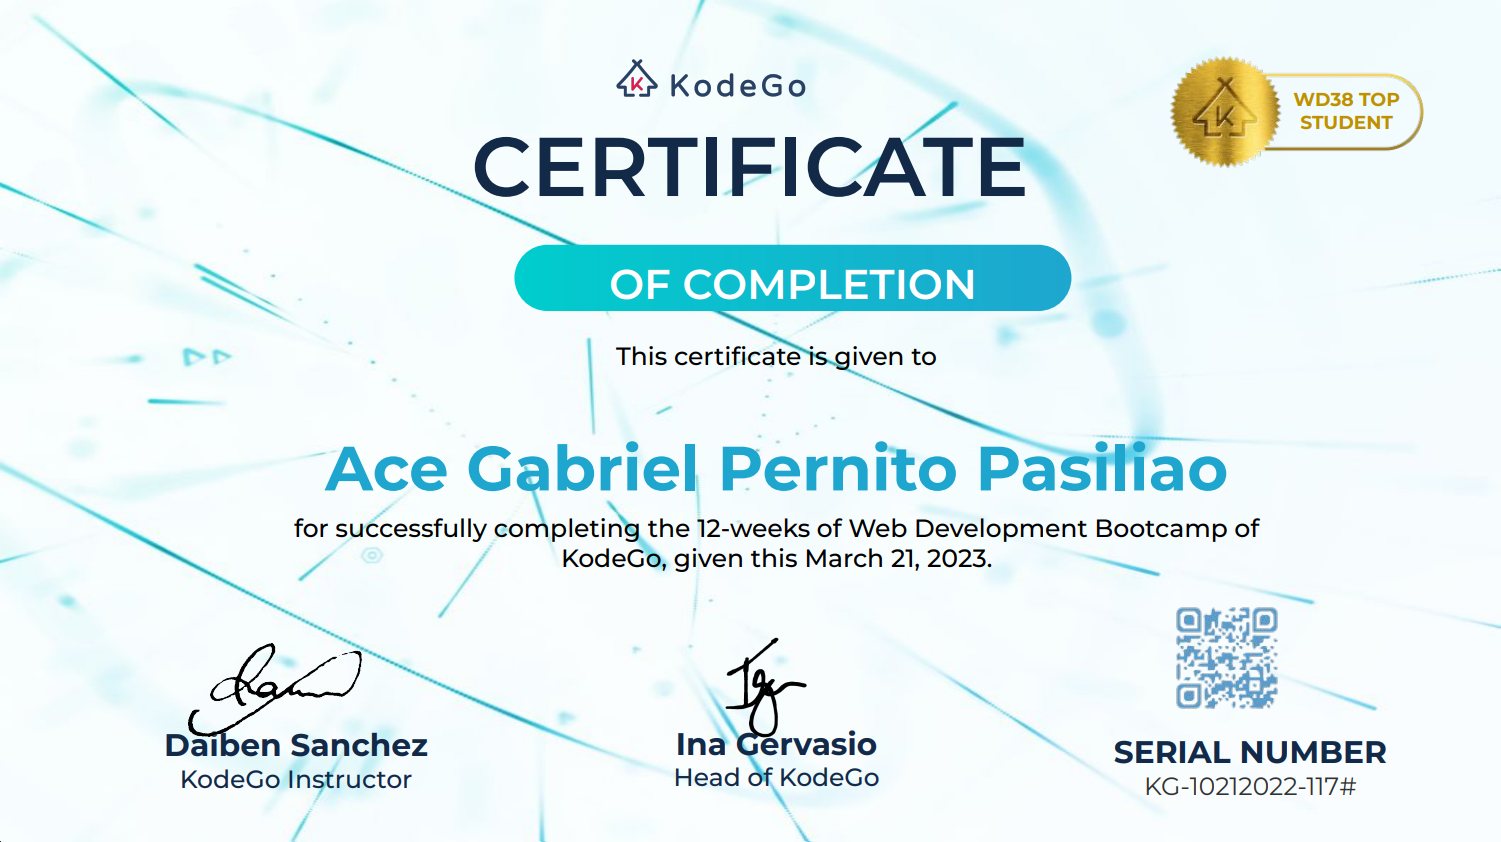 KodeGo
WD38 TOP
STUDENT
CERTIFICATE
OF COMPLETION
This certificate is given to
Ace Gabriel Pernito Pasiliao
for successfully completing the 12-weeks of Web Development Bootcamp of
KodeGo, given this March 21, 2023.
Daiben Sanchez
KodeGo Instructor
Ina Gervasio
Head of KodeGo
SERIAL NUMBER
KG-10212022-117#